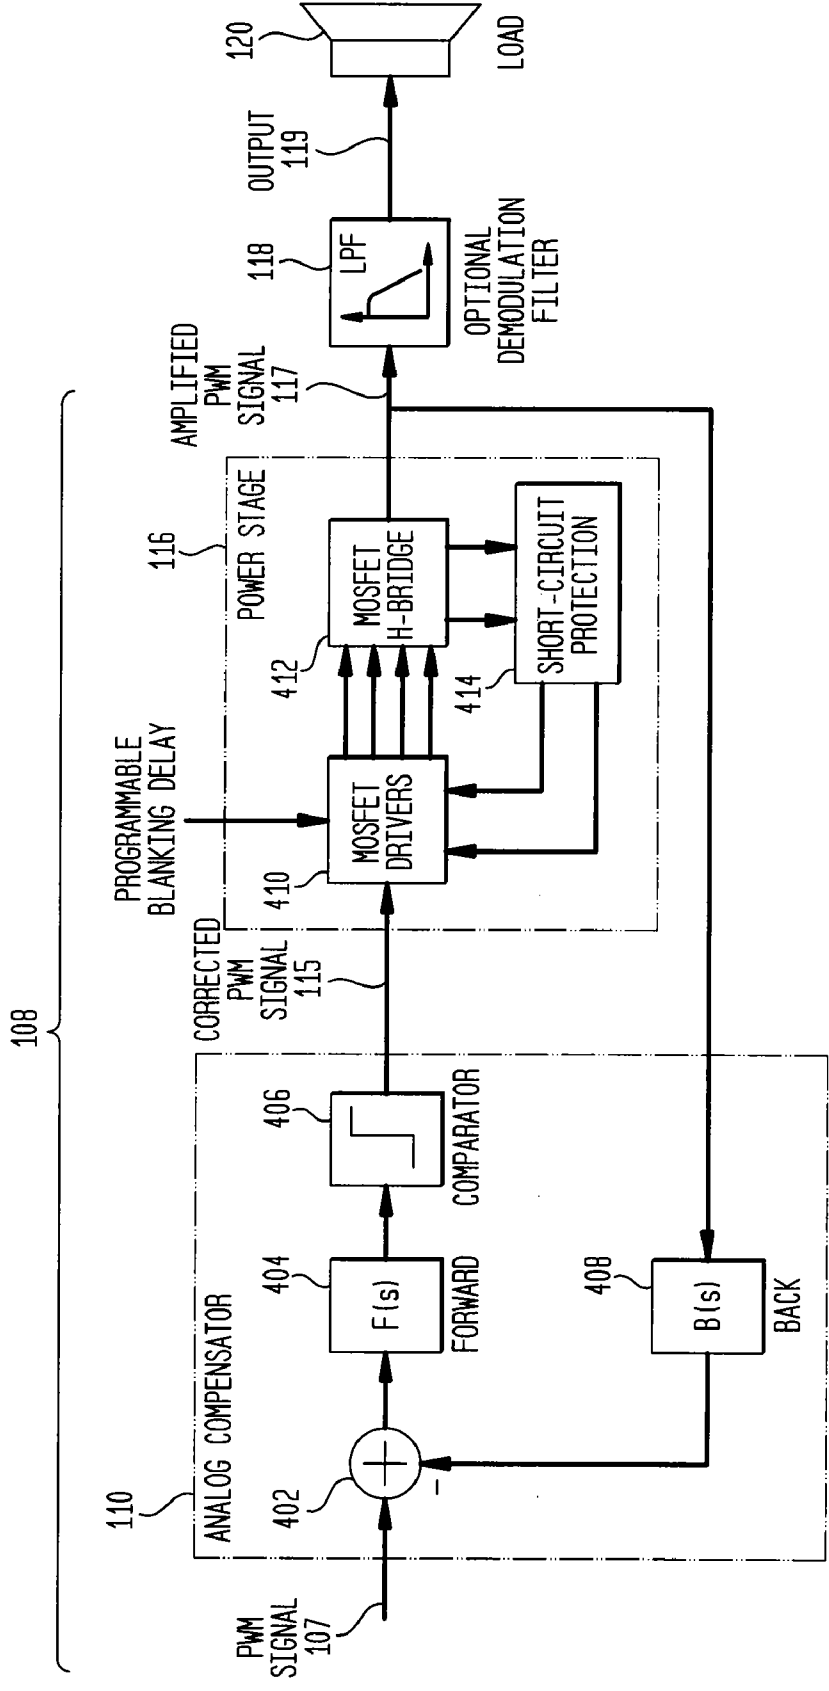 108
110
ANALOG COMPENSATOR
PWM
SIGNAL
107
402
-
404
F(s)
FORWARD
406
COMPARATOR
408
B(s)
BACK
CORRECTED
PWM
SIGNAL
115
PROGRAMMABLE
BLANKING DELAY
116
POWER STAGE
410
MOSFET
DRIVERS
412
MOSFET
H-BRIDGE
414
SHORT-CIRCUIT
PROTECTION
AMPLIFIED
PWM
SIGNAL
117
118
LPF
OPTIONAL
DEMODULATION
FILTER
OUTPUT
119
120
LOAD